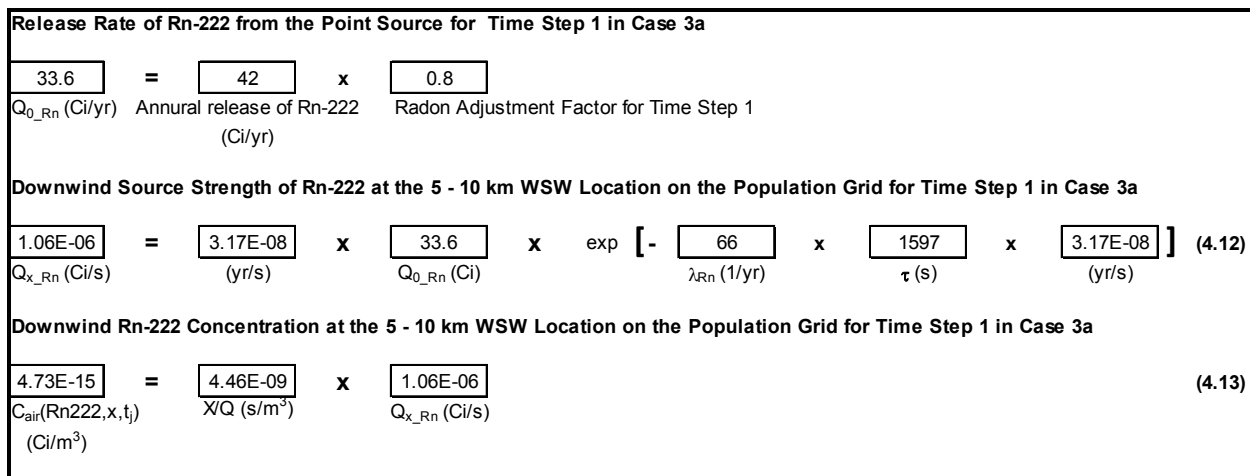 Release Rate of Rn-222 from the Point Source for Time Step 1 in Case 3a
33.6 = 42 x 0.8
Q0_Rn (Ci/yr) Annural release of Rn-222 Radon Adjustment Factor for Time Step 1
(Ci/yr)
Downwind Source Strength of Rn-222 at the 5 - 10 km WSW Location on the Population Grid for Time Step 1 in Case 3a
1.06E-06 = 3.17E-08 x 33.6 x exp [- 66 x 1597 x 3.17E-08 ] (4.12)
Qx_Rn (Ci/s) (yr/s) Q0_Rn (Ci) λRn (1/yr) τ (s) (yr/s)
Downwind Rn-222 Concentration at the 5 - 10 km WSW Location on the Population Grid for Time Step 1 in Case 3a
4.73E-15 = 4.46E-09 x 1.06E-06 (4.13)
Cair(Rn222,x,tj) X/Q (s/m3) Qx_Rn (Ci/s)
(Ci/m3)